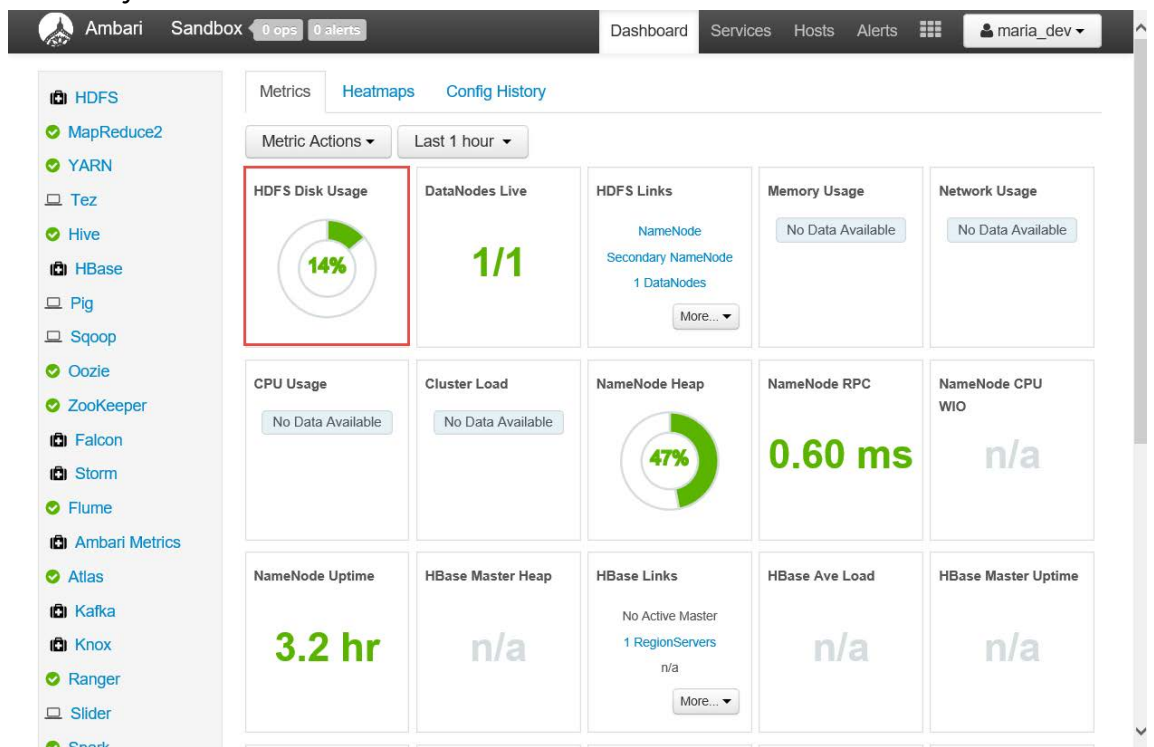 Ambari Sandbox 0 ops 0 alerts Dashboard Services Hosts Alerts maria_dev
HDFS
MapReduce2
YARN
Tez
Hive
HBase
Pig
Sqoop
Oozie
ZooKeeper
Falcon
Storm
Flume
Ambari Metrics
Atlas
Kafka
Knox
Ranger
Slider
Spark
Metrics Heatmaps Config History
Metric Actions Last 1 hour
HDFS Disk Usage
14%
DataNodes Live
1/1
HDFS Links
NameNode
Secondary NameNode
1 DataNodes
More...
Memory Usage
No Data Available
Network Usage
No Data Available
CPU Usage
No Data Available
Cluster Load
No Data Available
NameNode Heap
47%
NameNode RPC
0.60 ms
NameNode CPU
WIO
n/a
NameNode Uptime
3.2 hr
HBase Master Heap
n/a
HBase Links
No Active Master
1 RegionServers
n/a
More...
HBase Ave Load
n/a
HBase Master Uptime
n/a